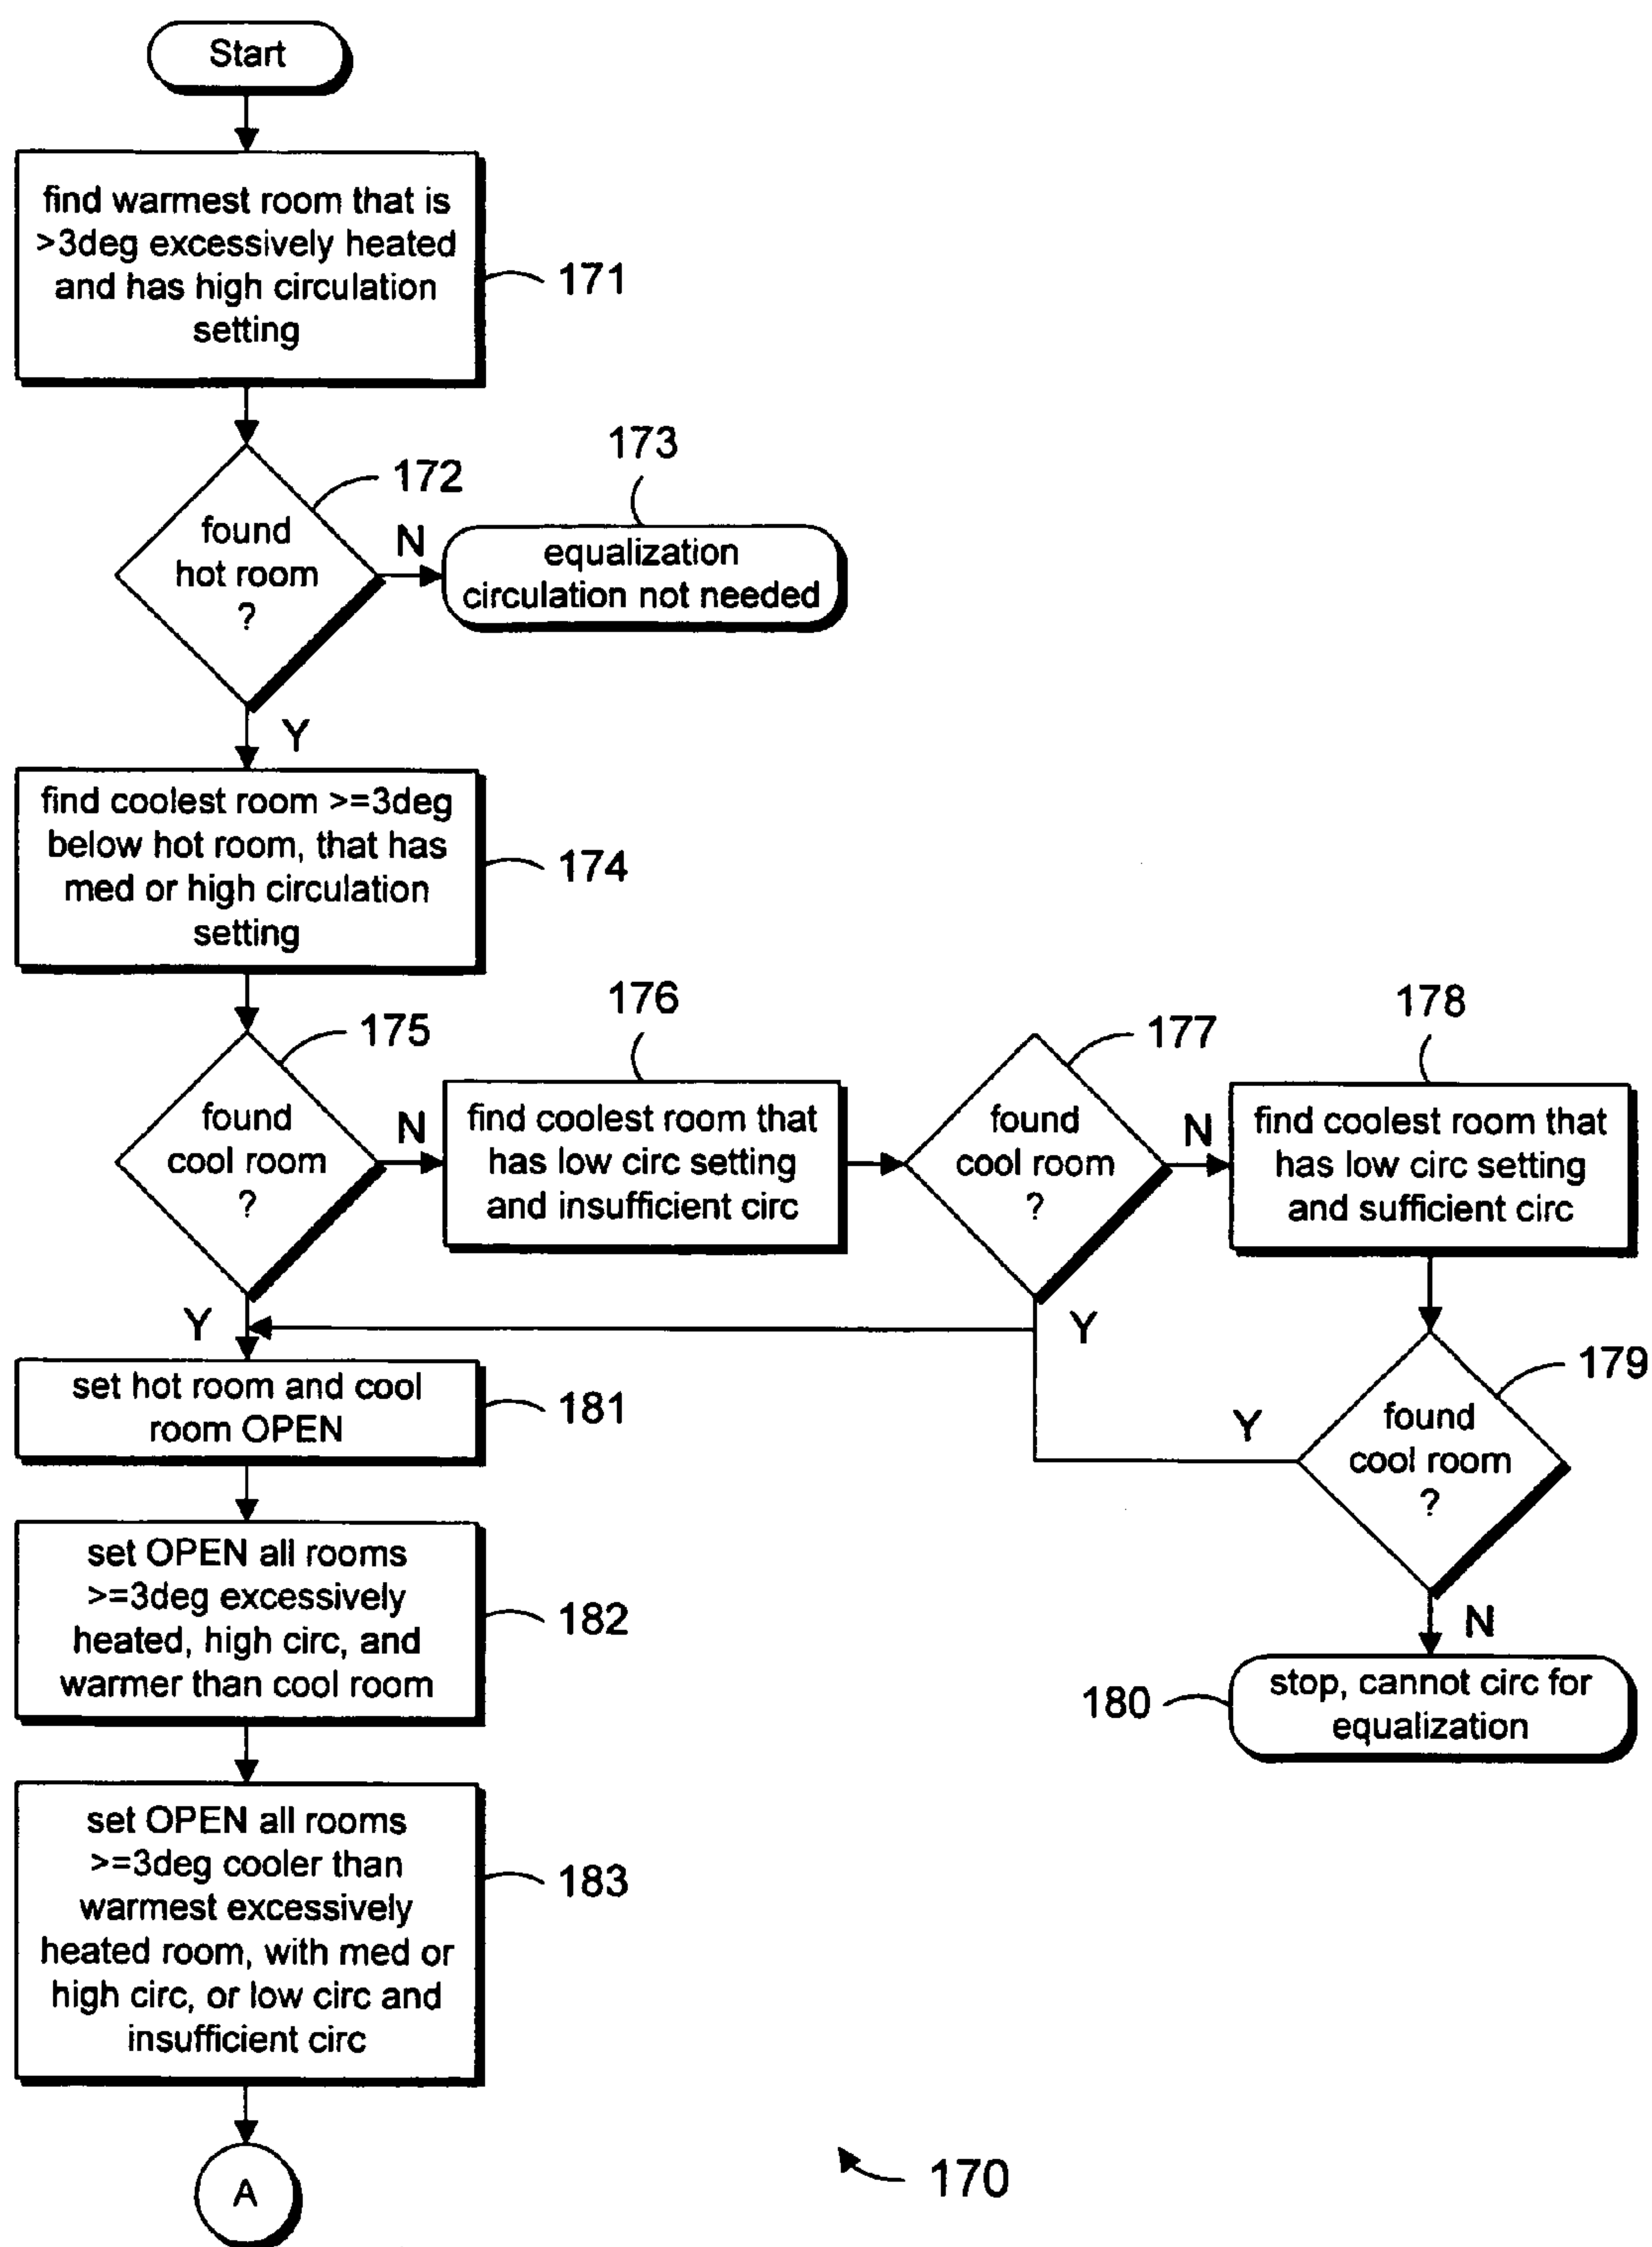 Start
find warmest room that is
>3deg excessively heated
and has high circulation
setting
171
172
found
hot room
?
N
173
equalization
circulation not needed
Y
find coolest room >=3deg
below hot room, that has
med or high circulation
setting
174
175
found
cool room
?
N
176
find coolest room that
has low circ setting
and insufficient circ
177
found
cool room
?
N
178
find coolest room that
has low circ setting
and sufficient circ
Y
Y
179
found
cool room
?
Y
N
180
stop, cannot circ for
equalization
set hot room and cool
room OPEN
181
set OPEN all rooms
>=3deg excessively
heated, high circ, and
warmer than cool room
182
set OPEN all rooms
>=3deg cooler than
warmest excessively
heated room, with med or
high circ, or low circ and
insufficient circ
183
A
170